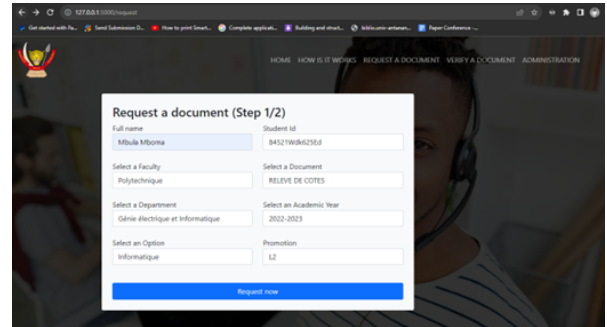 127.0.0.1:5000/request
Get started with Fa... Send Submission D... How to print Smart... Complete applicati... Building and struct... biblio.univ-antanan... Paper Conference -...
HOME HOW IS IT WORKS REQUEST A DOCUMENT VERIFY A DOCUMENT ADMINISTRATION
Request a document (Step 1/2)
Full name Student Id
Mbula Mboma 84521Wdk625Ed
Select a Faculty Select a Document
Polytechnique RELEVE DE COTES
Select a Department Select an Academic Year
Génie électrique et Informatique 2022-2023
Select an Option Promotion
Informatique L2
Request now